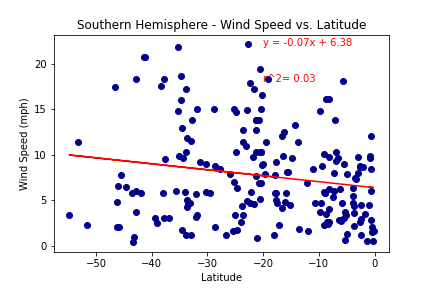 Southern Hemisphere - Wind Speed vs. Latitude
y = -0.07x + 6.38
r^2= 0.03
20
15
10
5
0
Wind Speed (mph)
−50
−40
−30
−20
−10
0
Latitude